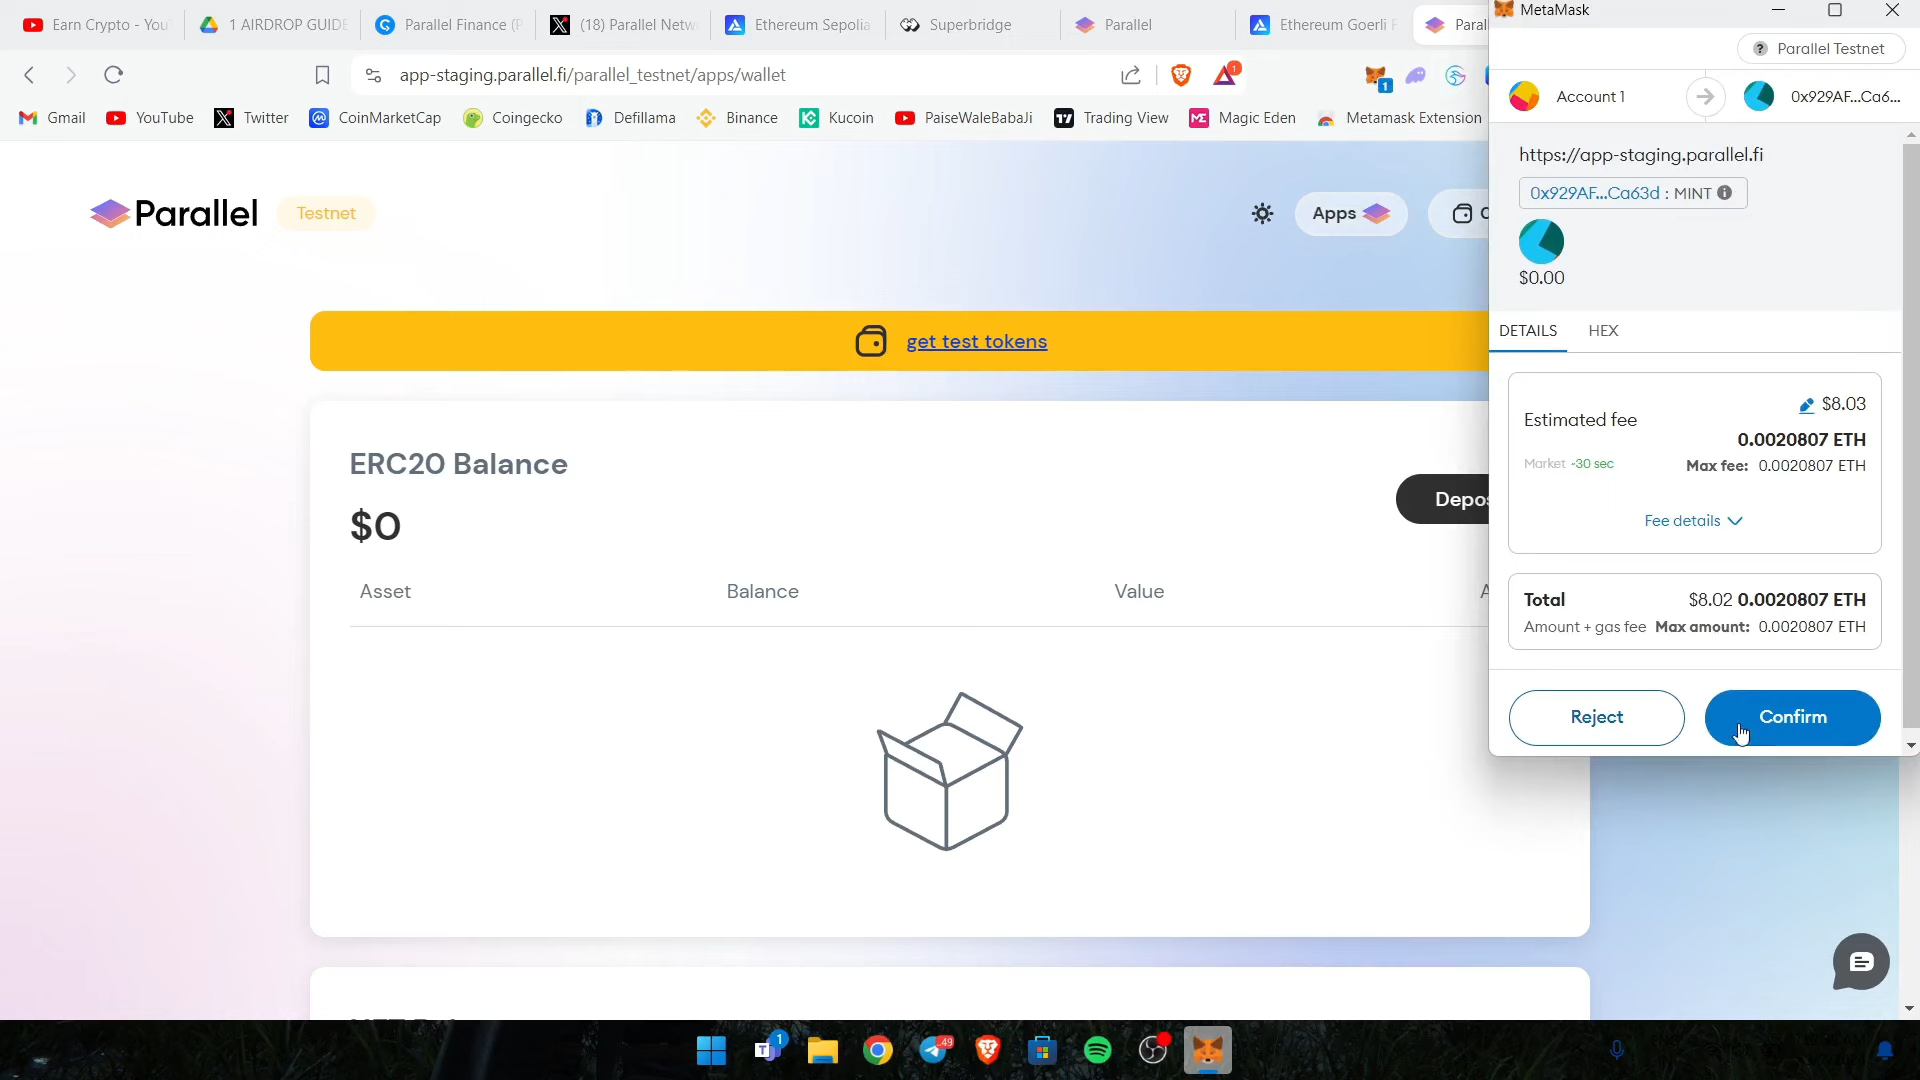 Earn Crypto - You
1 AIRDROP GUIDE
Parallel Finance (P
(18) Parallel Netw
Ethereum Sepolia
Superbridge
Parallel
Ethereum Goerli F
Paral
MetaMask
app-staging.parallel.fi/parallel_testnet/apps/wallet
1
1
Parallel Testnet
Gmail
YouTube
Twitter
CoinMarketCap
Coingecko
Defillama
Binance
Kucoin
PaiseWaleBabaJi
Trading View
Magic Eden
Metamask Extension
Account 1
0x929AF...Ca6...
Parallel
Testnet
Apps
https://app-staging.parallel.fi
0x929AF...Ca63d : MINT
$0.00
get test tokens
DETAILS
HEX
ERC20 Balance
$0
Depos
Asset
Balance
Value
A
Estimated fee
$8.03
0.0020807 ETH
Market ~30 sec
Max fee: 0.0020807 ETH
Fee details
Total
$8.02 0.0020807 ETH
Amount + gas fee
Max amount: 0.0020807 ETH
Reject
Confirm
1
49